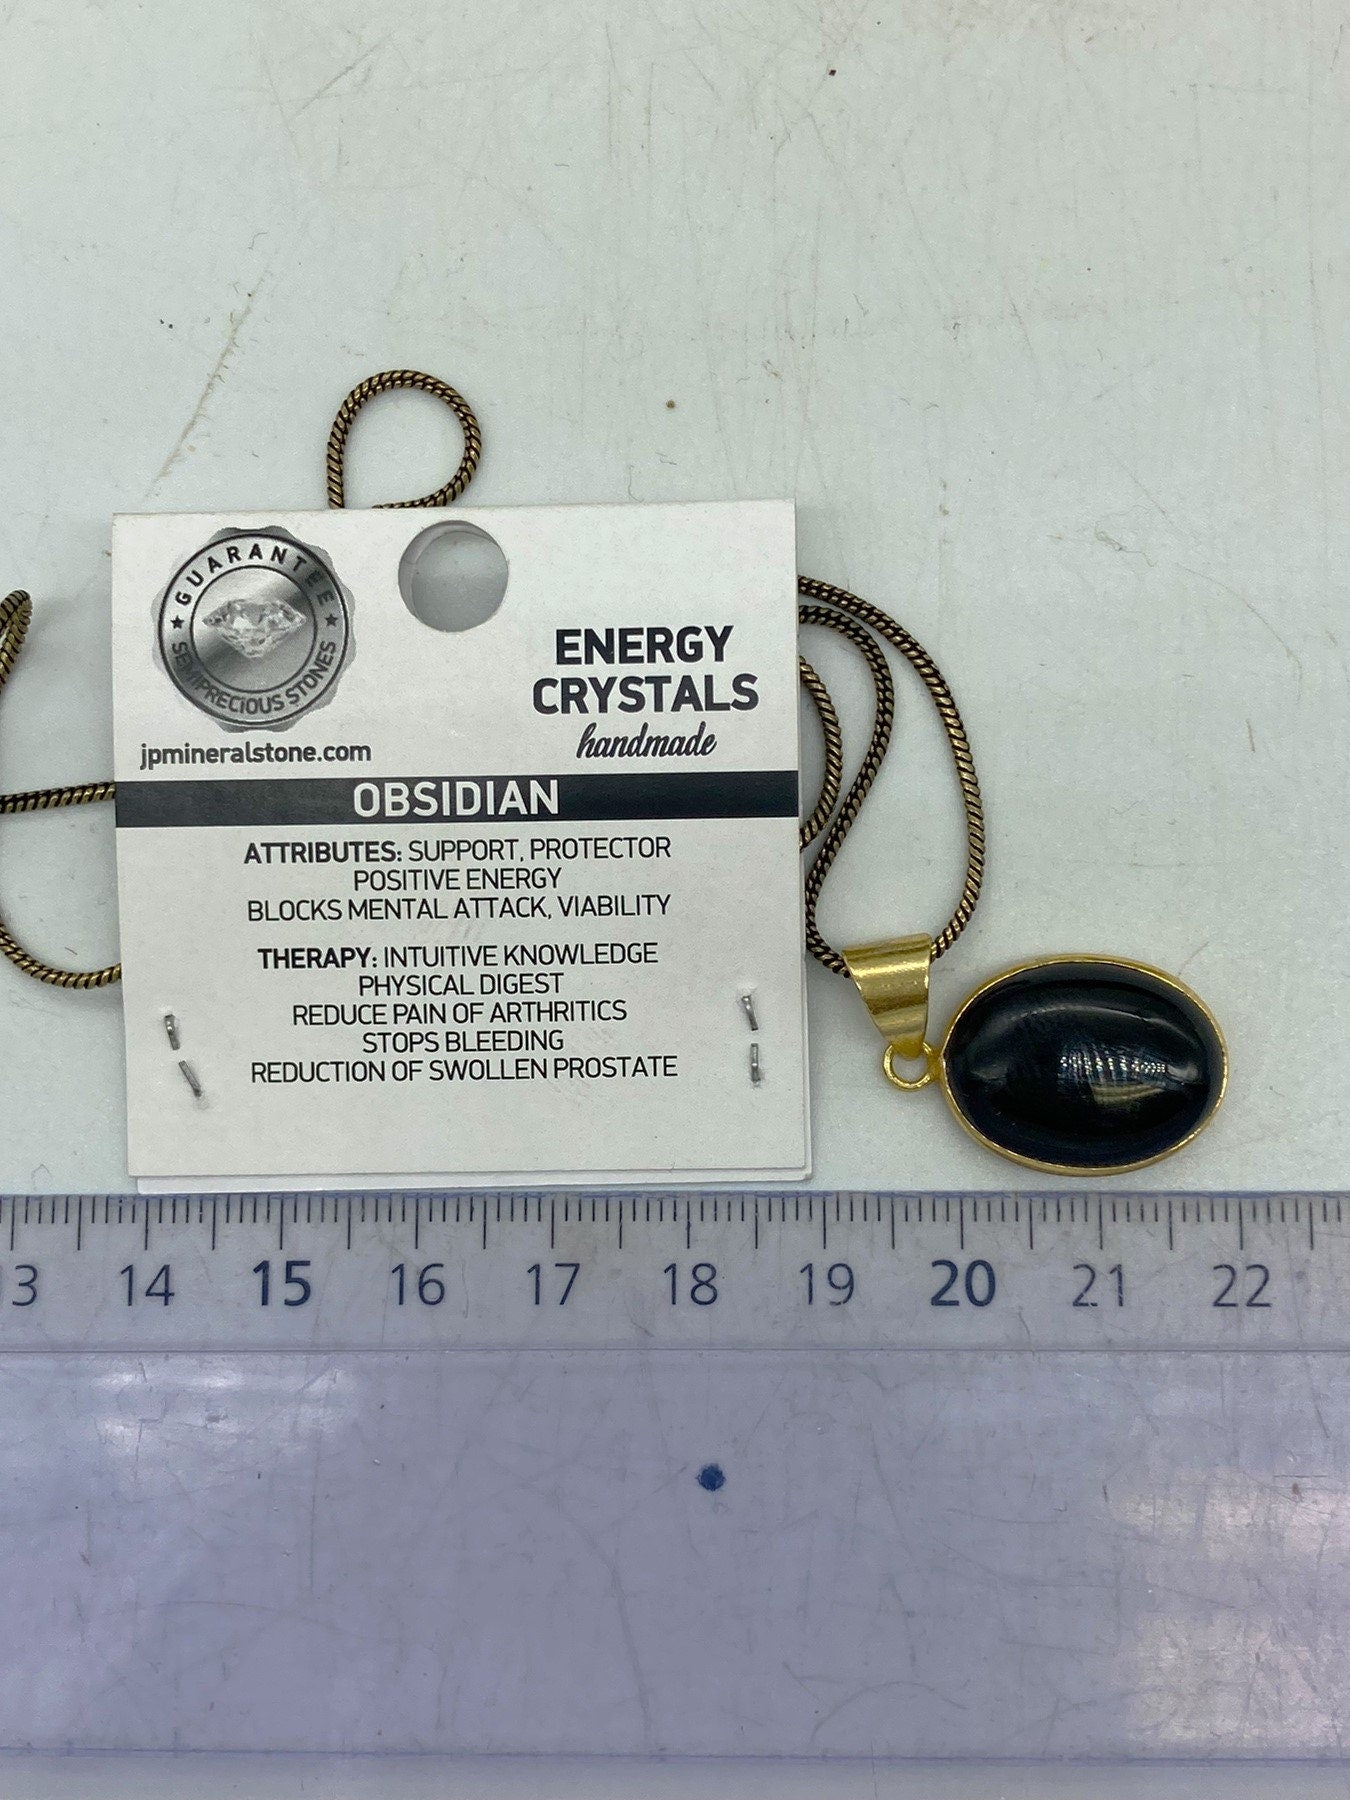 ★ GUARANTEE ★
SEMIPRECIOUS STONES
jpmineralstone.com
ENERGY
CRYSTALS
handmade
OBSIDIAN
ATTRIBUTES: SUPPORT, PROTECTOR
POSITIVE ENERGY
BLOCKS MENTAL ATTACK, VIABILITY
THERAPY: INTUITIVE KNOWLEDGE
PHYSICAL DIGEST
REDUCE PAIN OF ARTHRITICS
STOPS BLEEDING
REDUCTION OF SWOLLEN PROSTATE
13 14 15 16 17 18 19 20 21 22